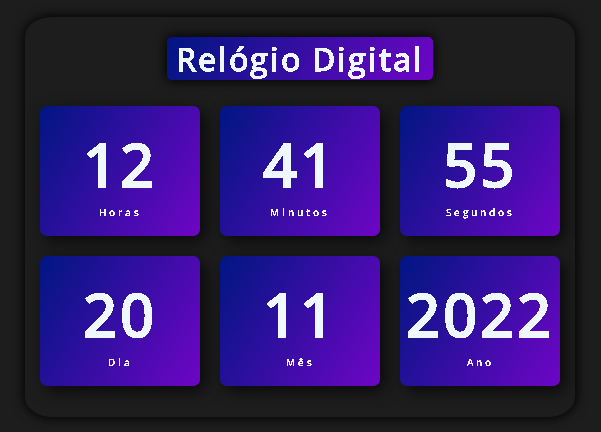 Relógio Digital
12 41 55
Horas Minutos Segundos
20 11 2022
Dia Mês Ano